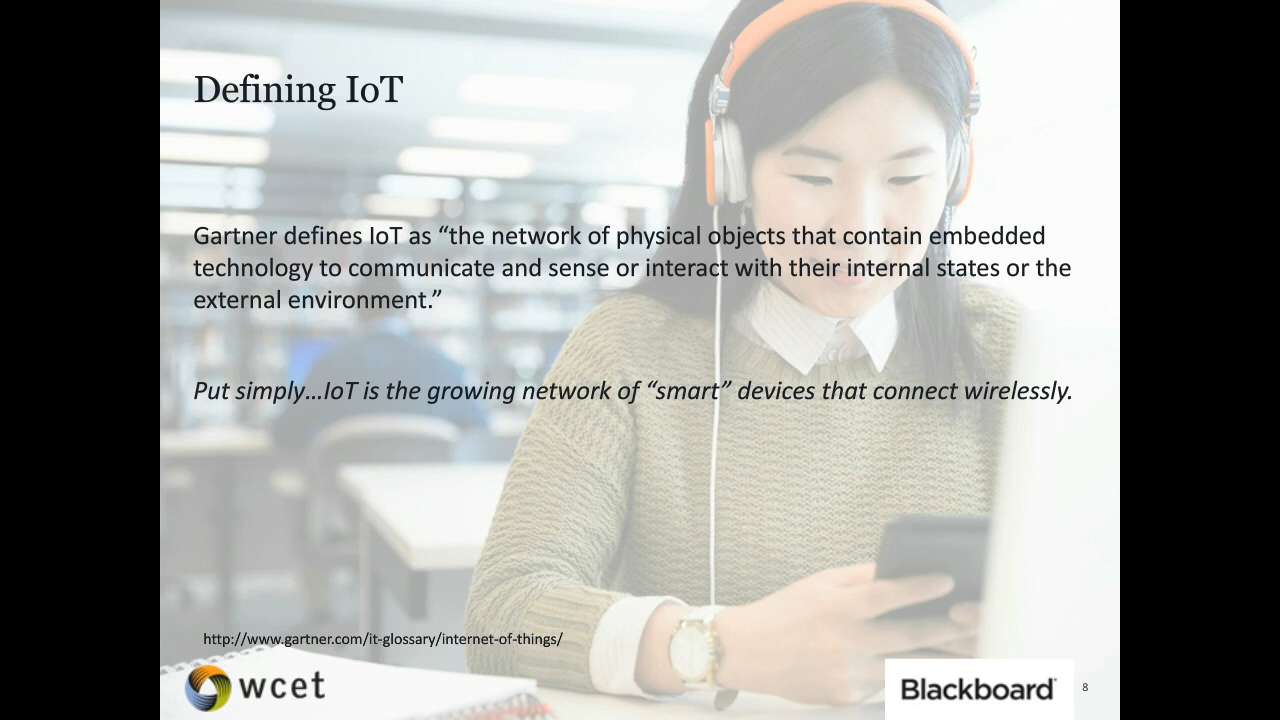 Defining IoT
Gartner defines IoT as “the network of physical objects that contain embedded
technology to communicate and sense or interact with their internal states or the
external environment.”
Put simply…IoT is the growing network of “smart” devices that connect wirelessly.
http://www.gartner.com/it-glossary/internet-of-things/
wcet
Blackboard
8